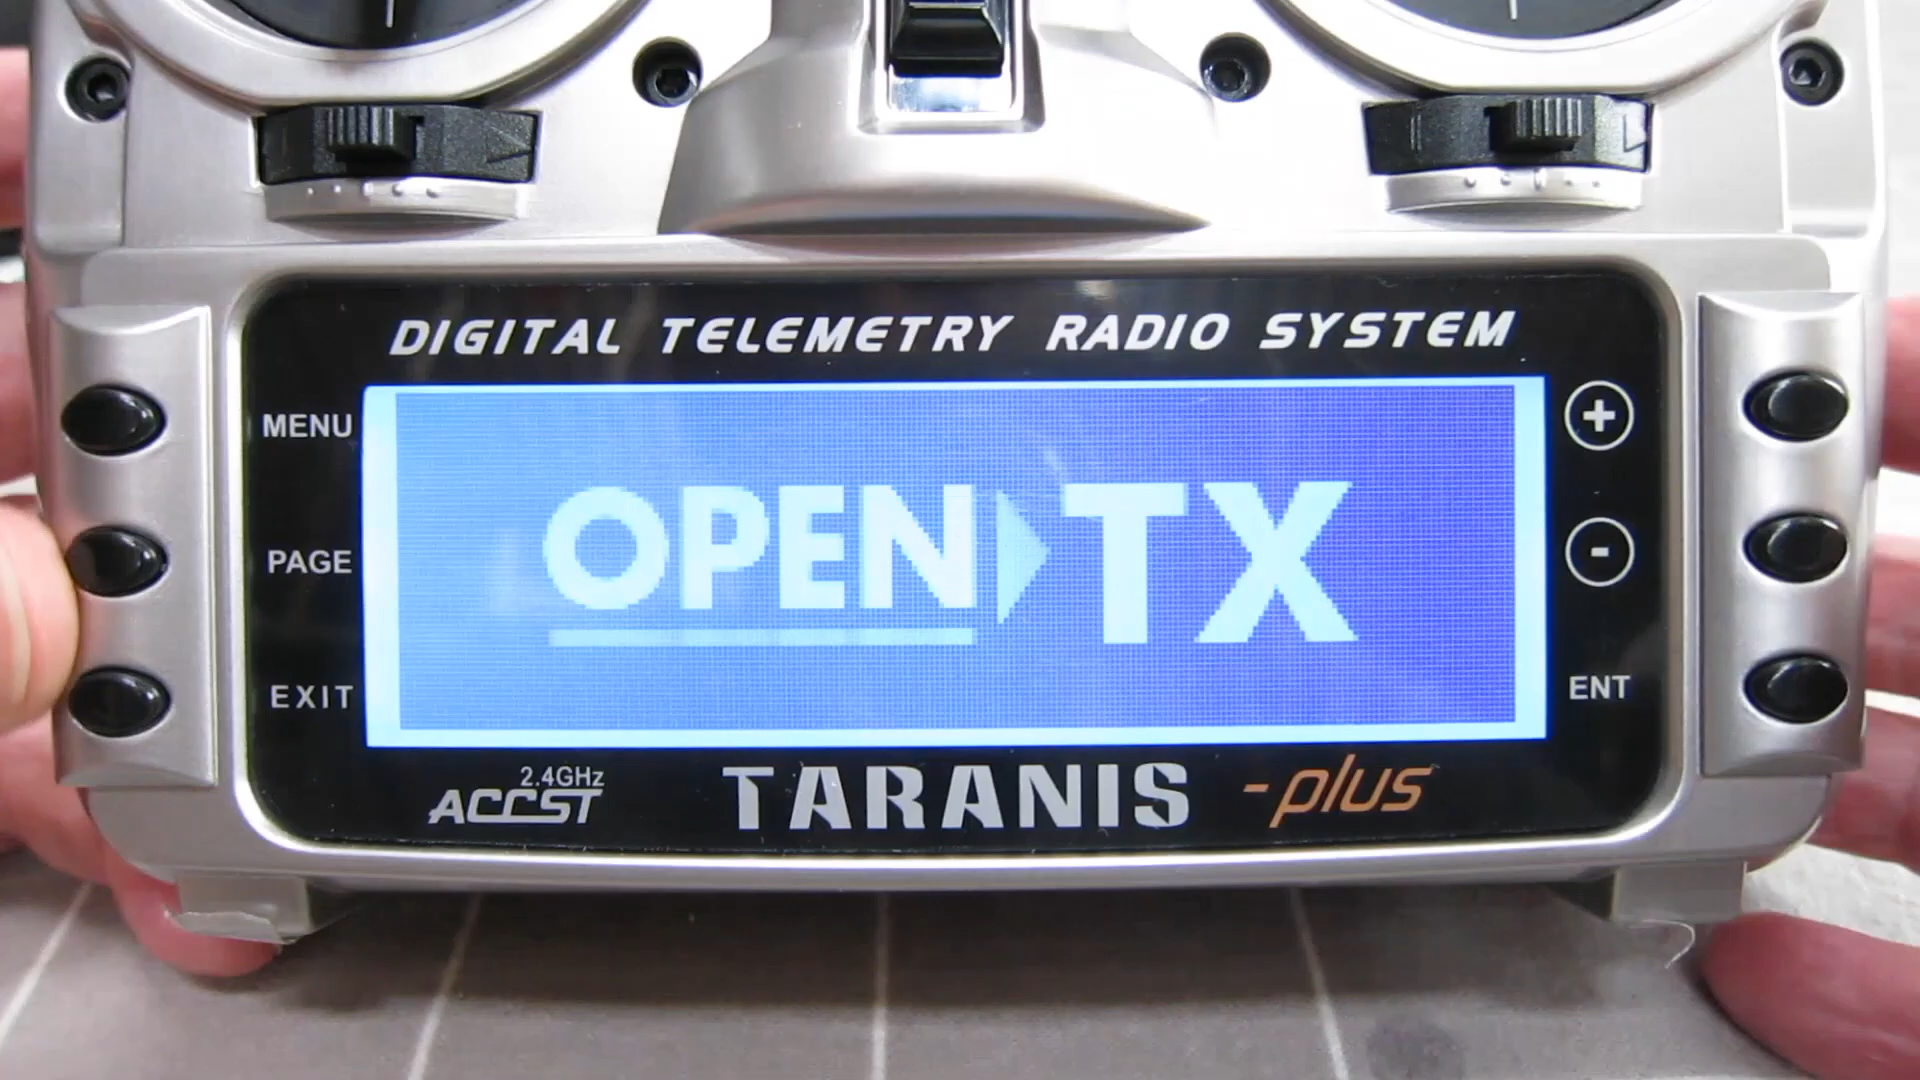 DIGITAL TELEMETRY RADIO SYSTEM
MENU
PAGE
EXIT
OPEN TX
+
-
ENT
2.4GHz
ACCST
TARANIS -plus